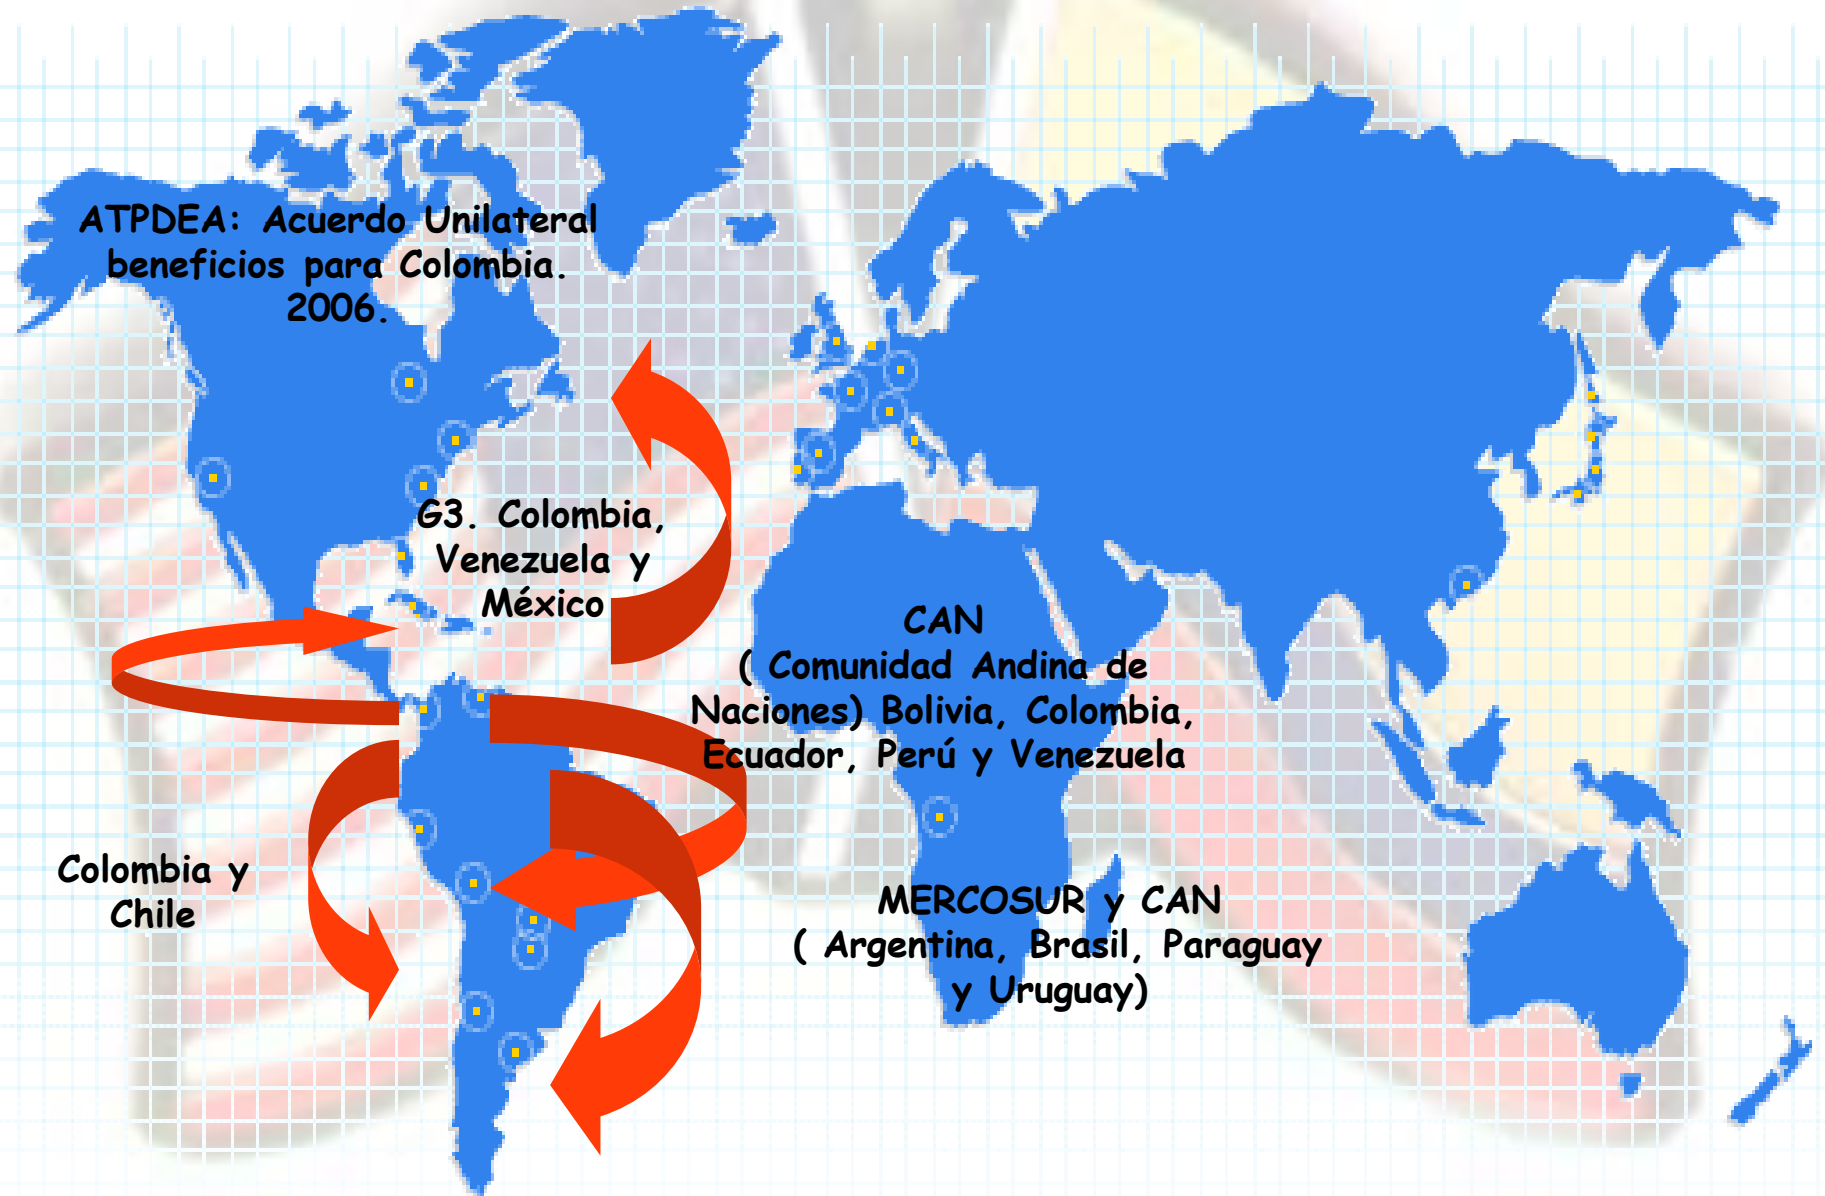 ATPDEA: Acuerdo Unilateral
beneficios para Colombia.
2006.
G3. Colombia,
Venezuela y
México
CAN
( Comunidad Andina de
Naciones) Bolivia, Colombia,
Ecuador, Perú y Venezuela
Colombia y
Chile
MERCOSUR y CAN
( Argentina, Brasil, Paraguay
y Uruguay)